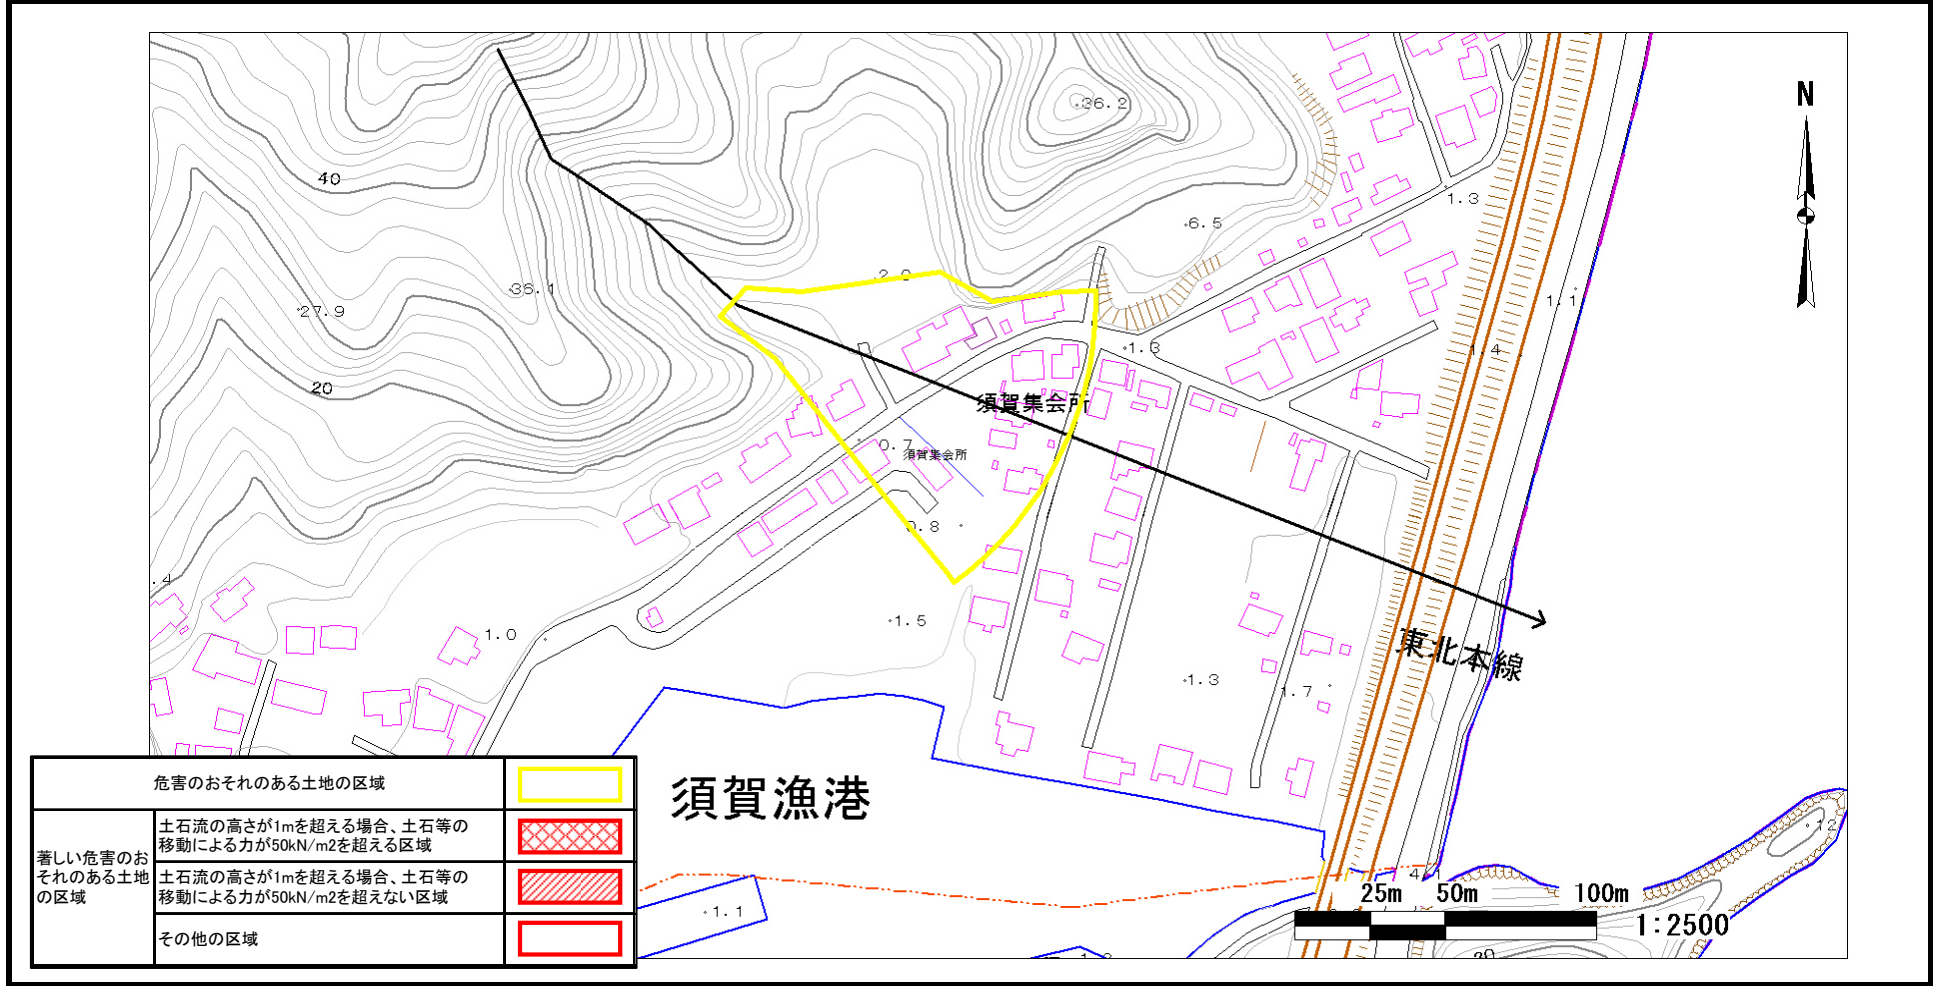 36.2
N
40
1.3
6.5
2.0
36.1
27.9
1.1
1.3
1.4
20
須賀集会所
0.7
須賀集会所
0.8
1.5
1.0
東北本線
1.3
1.7
危害のおそれのある土地の区域
須賀漁港
著しい危害のお
それのある土地
の区域
土石流の高さが1mを超える場合、土石等の
移動による力が50kN/m2を超える区域
土石流の高さが1mを超える場合、土石等の
移動による力が50kN/m2を超えない区域
その他の区域
1.1
25m 50m 100m
1:2500